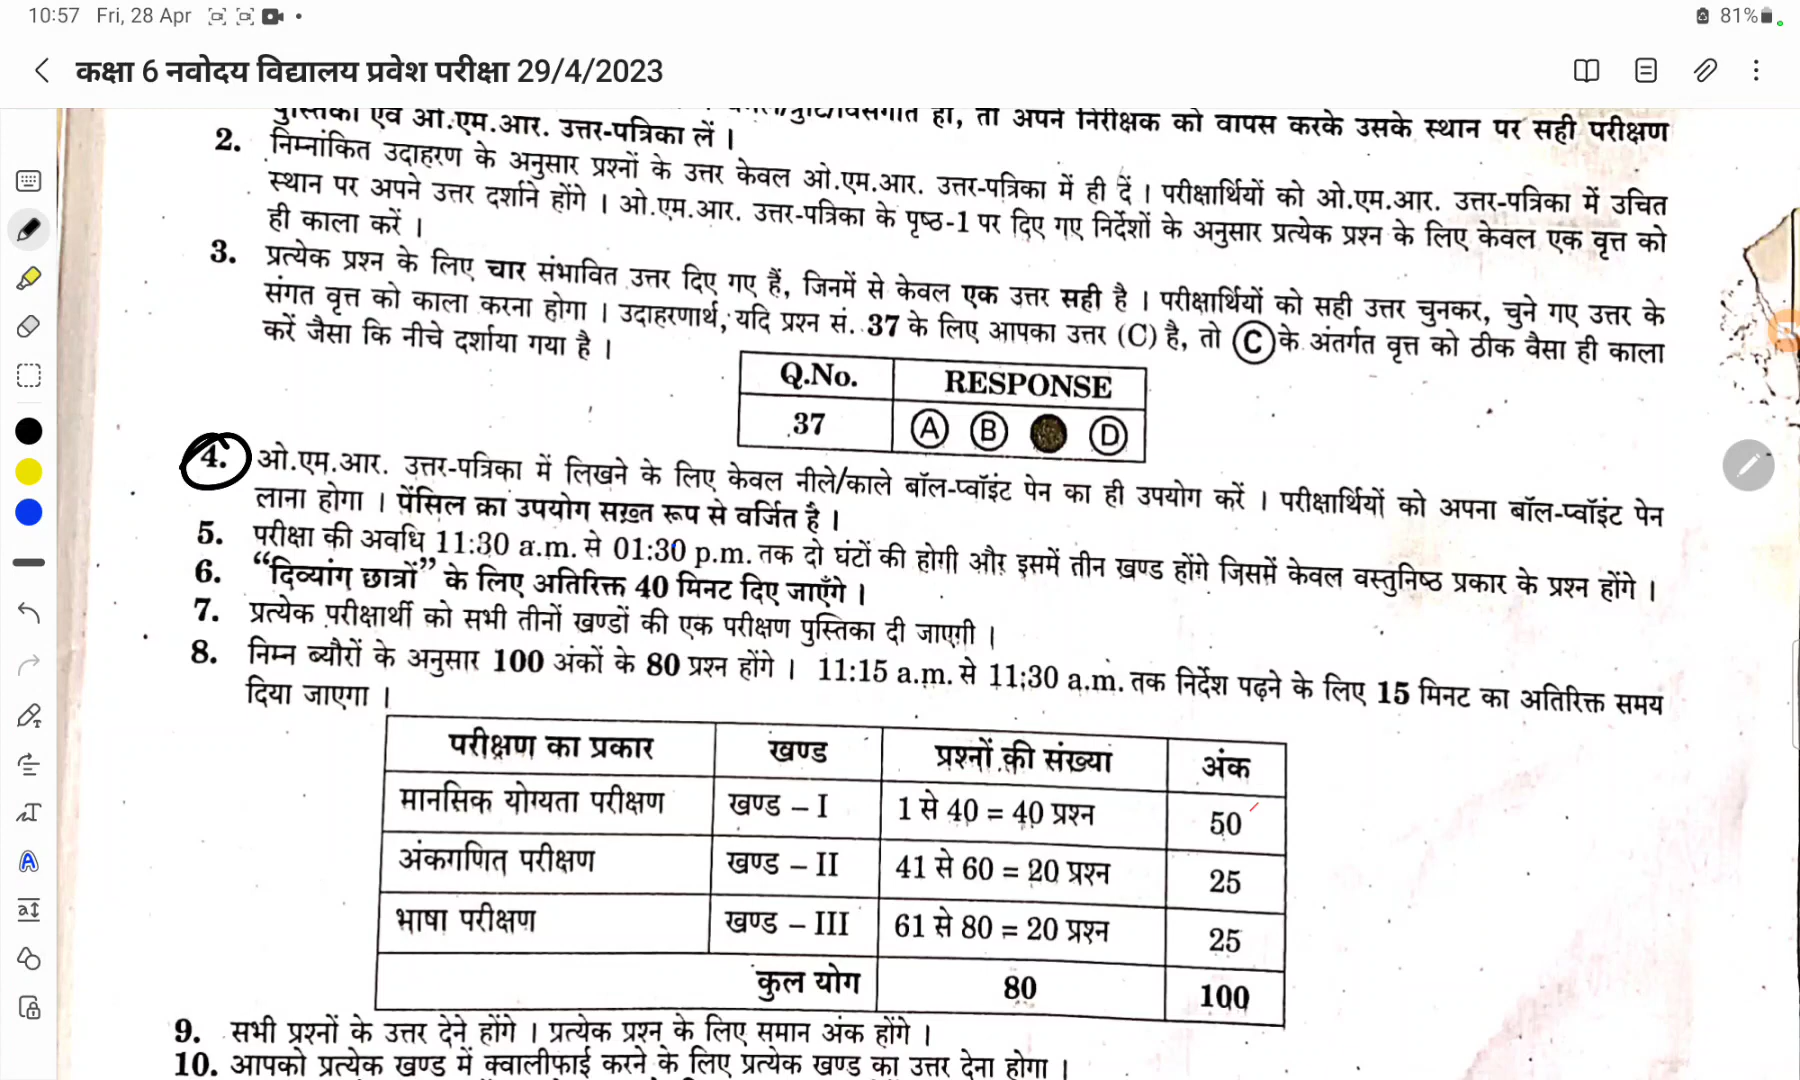 10:57 Fri, 28 Apr
81%
कक्षा 6 नवोदय विद्यालय प्रवेश परीक्षा 29/4/2023
हो, तो अपने निरीक्षक को वापस करके उसके स्थान पर सही परीक्षण
पुस्तिका एवं ओ.एम.आर. उत्तर-पत्रिका लें ।
2. निम्नांकित उदाहरण के अनुसार प्रश्नों के उत्तर केवल ओ.एम.आर. उत्तर-पत्रिका में ही दें । परीक्षार्थियों को ओ.एम.आर. उत्तर-पत्रिका में उचित
स्थान पर अपने उत्तर दर्शाने होंगे । ओ.एम.आर. उत्तर-पत्रिका के पृष्ठ-1 पर दिए गए निर्देशों के अनुसार प्रत्येक प्रश्न के लिए केवल एक वृत्त को
ही काला करें ।
3. प्रत्येक प्रश्न के लिए चार संभावित उत्तर दिए गए हैं, जिनमें से केवल एक उत्तर सही है । परीक्षार्थियों को सही उत्तर चुनकर, चुने गए उत्तर के
संगत वृत्त को काला करना होगा । उदाहरणार्थ, यदि प्रश्न सं. 37 के लिए आपका उत्तर (C) है, तो C के अंतर्गत वृत्त को ठीक वैसा ही काला
करें जैसा कि नीचे दर्शाया गया है ।
Q.No. RESPONSE
37 A B D
4. ओ.एम.आर. उत्तर-पत्रिका में लिखने के लिए केवल नीले/काले बॉल-प्वॉइंट पेन का ही उपयोग करें । परीक्षार्थियों को अपना बॉल-प्वॉइंट पेन
लाना होगा । पेंसिल का उपयोग सख़्त रूप से वर्जित है ।
5. परीक्षा की अवधि 11:30 a.m. से 01:30 p.m. तक दो घंटों की होगी और इसमें तीन खण्ड होंगे जिसमें केवल वस्तुनिष्ठ प्रकार के प्रश्न होंगे ।
6. “दिव्यांग छात्रों” के लिए अतिरिक्त 40 मिनट दिए जाएँगे ।
7. प्रत्येक परीक्षार्थी को सभी तीनों खण्डों की एक परीक्षण पुस्तिका दी जाएगी ।
8. निम्न ब्यौरों के अनुसार 100 अंकों के 80 प्रश्न होंगे । 11:15 a.m. से 11:30 a.m. तक निर्देश पढ़ने के लिए 15 मिनट का अतिरिक्त समय
दिया जाएगा ।
परीक्षण का प्रकार खण्ड प्रश्नों की संख्या अंक
मानसिक योग्यता परीक्षण खण्ड – I 1 से 40 = 40 प्रश्न 50
अंकगणित परीक्षण खण्ड – II 41 से 60 = 20 प्रश्न 25
भाषा परीक्षण खण्ड – III 61 से 80 = 20 प्रश्न 25
कुल योग 80 100
9. सभी प्रश्नों के उत्तर देने होंगे । प्रत्येक प्रश्न के लिए समान अंक होंगे ।
10. आपको प्रत्येक खण्ड में क्वालीफ़ाई करने के लिए प्रत्येक खण्ड का उत्तर देना होगा ।